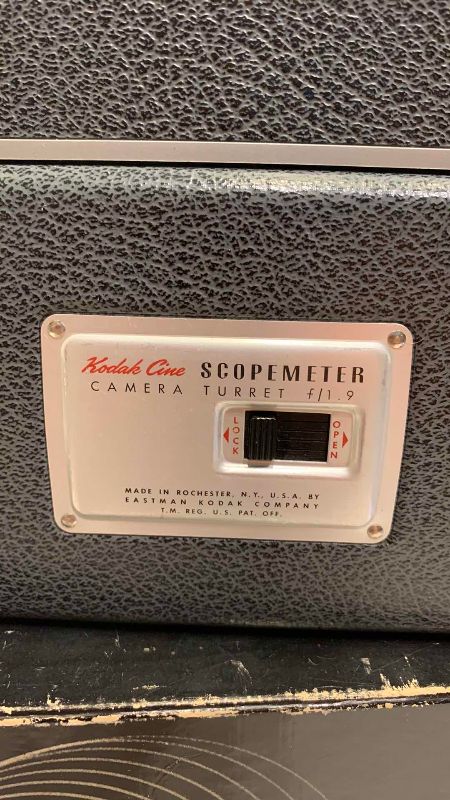 Kodak Cine SCOPEMETER
CAMERA TURRET f/1.9
LOCK
OPEN
MADE IN ROCHESTER, N.Y., U.S.A. BY
EASTMAN KODAK COMPANY
T.M. REG. U.S. PAT. OFF.